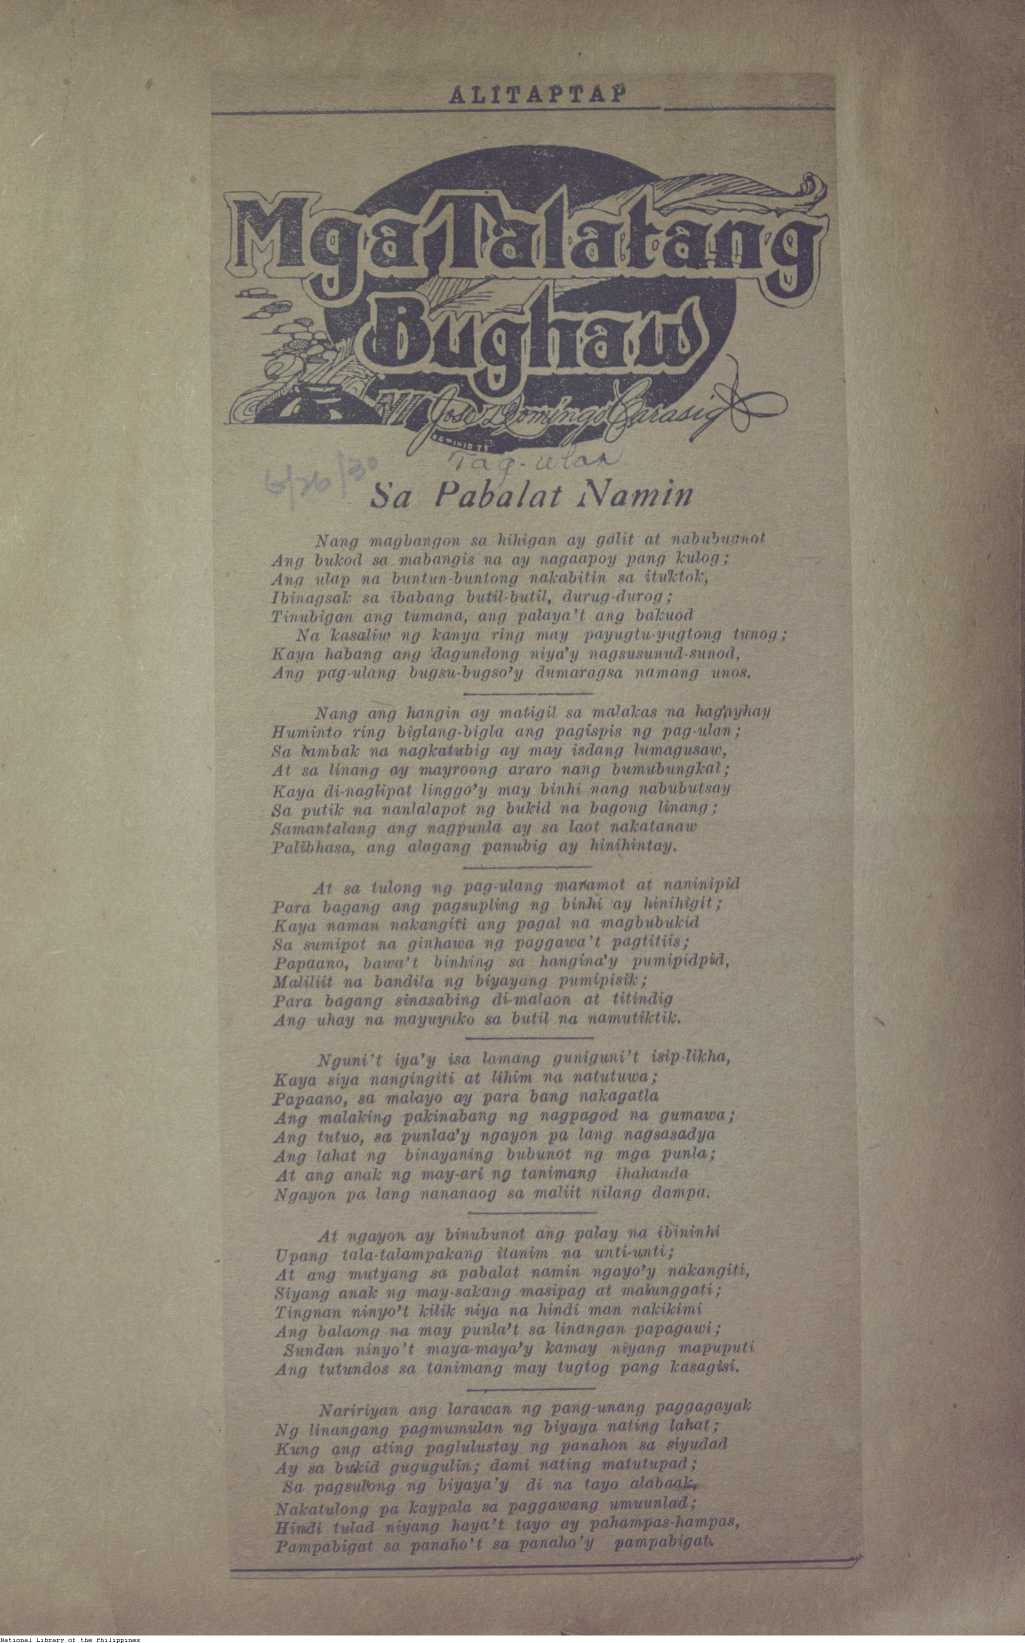 ALITAPTAP
Mga Talatang
Bughaw
NI Jose Domingo Carasig
Tag-ulan
6/26/30
Sa Pabalat Namin
Nang magbangon sa hihigan ay galit at nabubugnot
Ang bukod sa mabangis na ay nagaapoy pang kulog;
Ang ulap na buntun-buntong nakabitin sa ituktok,
Ibinagsak sa ibabang butil-butil, durug-durog;
Tinubigan ang tumana, ang palaya't ang bakuod
Na kasaliw ng kanya ring may payugtu-yugtong tunog;
Kaya habang ang dagundong niya'y nagsusunud-sunod,
Ang pag-ulang bugsu-bugso'y dumaragsa namang unos.
Nang ang hangin ay matigil sa malakas na hagayhay
Huminto ring biglang-bigla ang pagispis ng pag-ulan;
Sa tambak na nagkatubig ay may isdang lumagusaw,
At sa linang ay mayroong araro nang bumubungkal;
Kaya di-naglipat linggo'y may binhi nang nabubutsay
Sa putik na nanlalapot ng bukid na bagong linang;
Samantalang ang nagpunla ay sa laot nakatanaw
Palibhasa, ang alagang panubig ay hinihintay.
At sa tulong ng pag-ulang maramot at naninipid
Para bagang ang pagsupling ng binhi ay hinihigit;
Kaya naman nakangiti ang pagal na magbubukid
Sa sumipot na ginhawa ng paggawa't pagtitiis;
Papaano, bawa't binhing sa hangina'y pumipidpid,
Maliliit na bandila ng biyayang pumipisik;
Para bagang sinasabing di-malaon at titindig
Ang uhay na mayuyuko sa butil na namutiktik.
Nguni't iya'y isa lamang guniguni't isip-likha,
Kaya siya nangingiti at lihim na natutuwa;
Papaano, sa malayo ay para bang nakagatla
Ang malaking pakinabang ng nagpagod na gumawa;
Ang tutuo, sa punlaa'y ngayon pa lang nagsasadya
Ang lahat ng binayaning bubunot ng mga punla;
At ang anak ng may-ari ng tanimang ihahanda
Ngayon pa lang nananaog sa maliit nilang dampa.
At ngayon ay binubunot ang palay na ibininhi
Upang tala-talampakang itanim na unti-unti;
At ang mutyang sa pabalat namin ngayo'y nakangiti,
Siyang anak ng may-sakang masipag at mabunggati;
Tingnan ninyo't kilik niya na hindi man nakikimi
Ang balaong na may punla't sa linangan papagawi;
Sundan ninyo't maya-maya'y kamay niyang mapuputi
Ang tutundos sa tanimang may tugtog pang kasagisi.
Naririyan ang larawan ng pang-unang paggagayak
Ng linangang pagmumulan ng biyaya nating lahat;
Kung ang ating paglulustay ng panahon sa siyudad
Ay sa bukid gugugulin; dami nating matutupad;
Sa pagsulong ng biyaya'y di na tayo alabaak,
Nakatulong pa kaypala sa paggawang umuunlad;
Hindi tulad niyang haya't tayo ay pahampas-hampas,
Pampabigat sa panaho't sa panaho'y pampabigat.
National Library of the Philippines